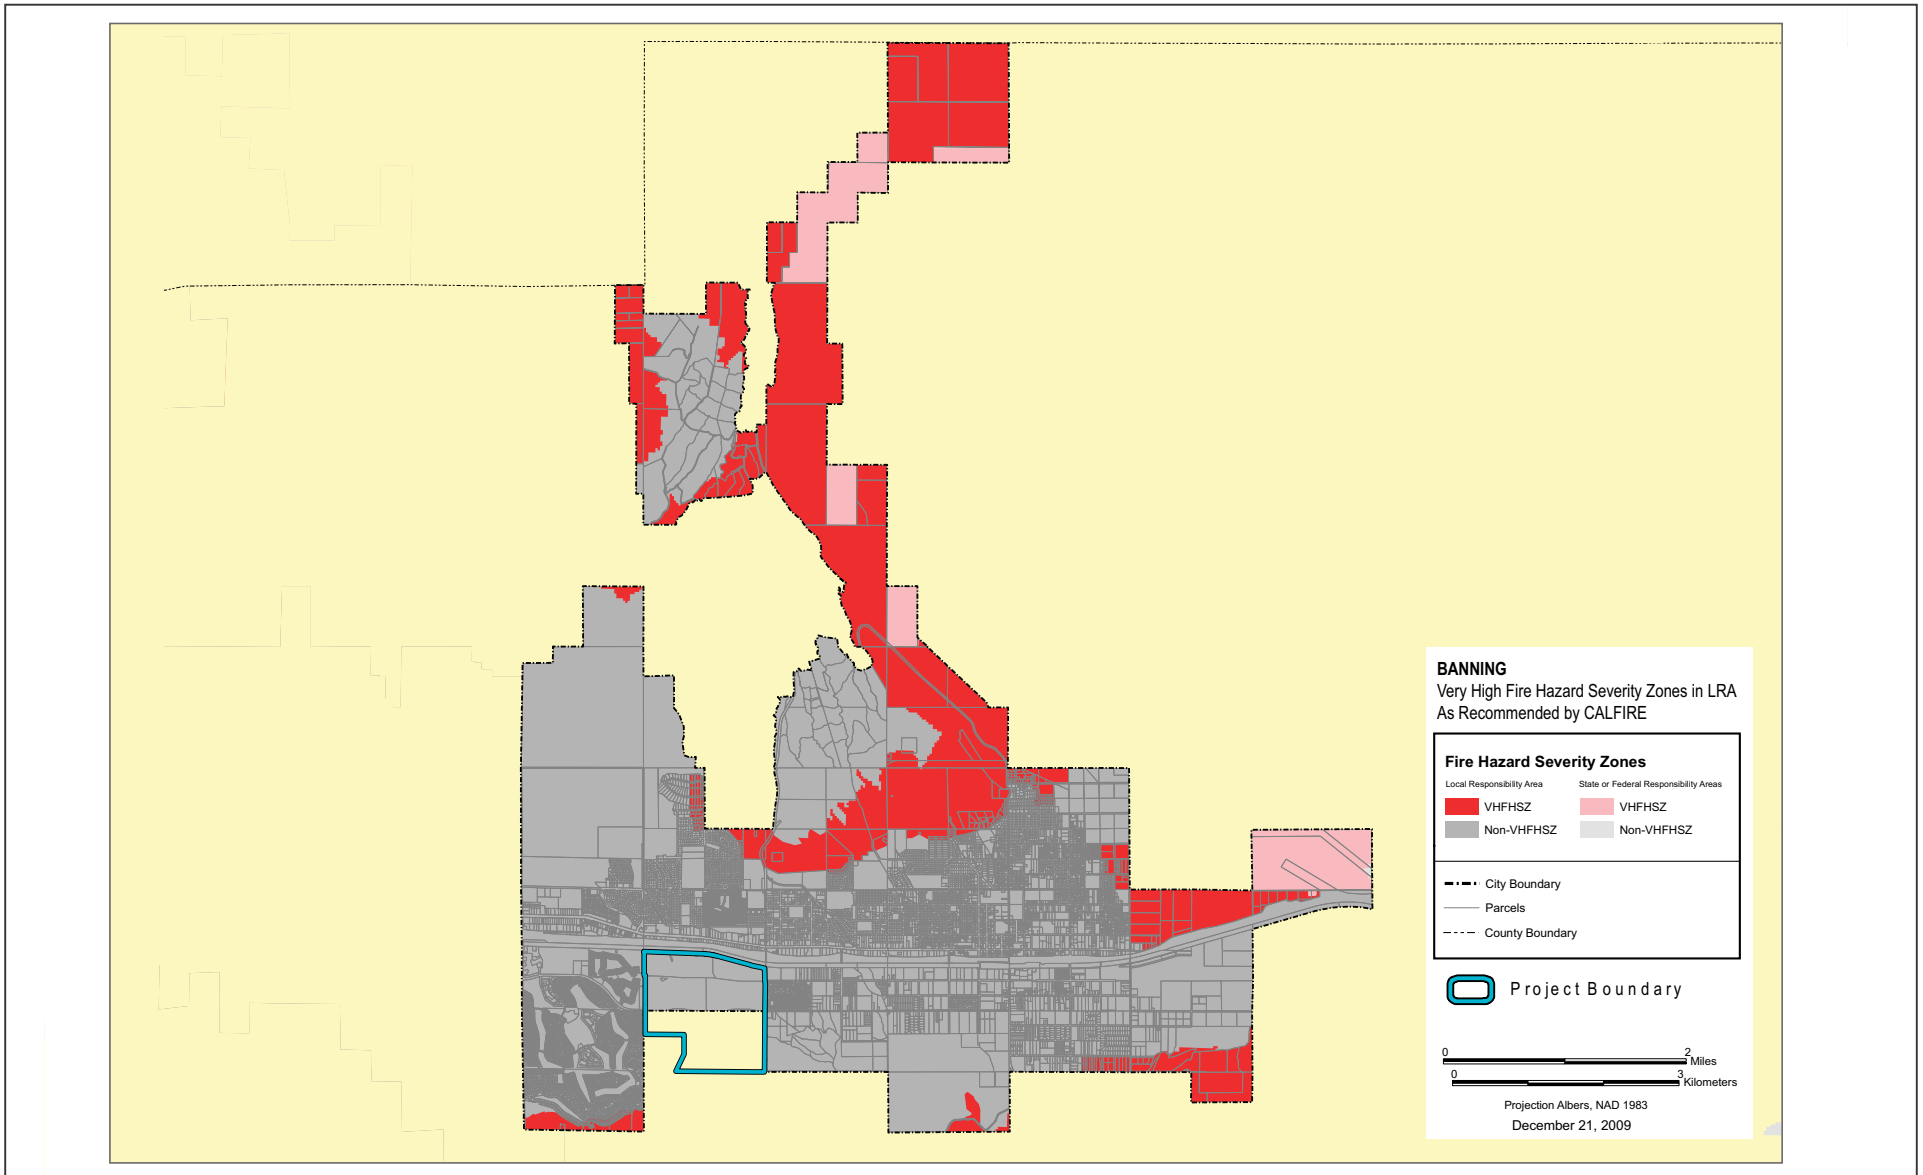 BANNING
Very High Fire Hazard Severity Zones in LRA
As Recommended by CALFIRE
Fire Hazard Severity Zones
Local Responsibility Area State or Federal Responsibility Areas
VHFHSZ VHFHSZ
Non-VHFHSZ Non-VHFHSZ
City Boundary
Parcels
County Boundary
Project Boundary
0 2
Miles
0 3
Kilometers
Projection Albers, NAD 1983
December 21, 2009